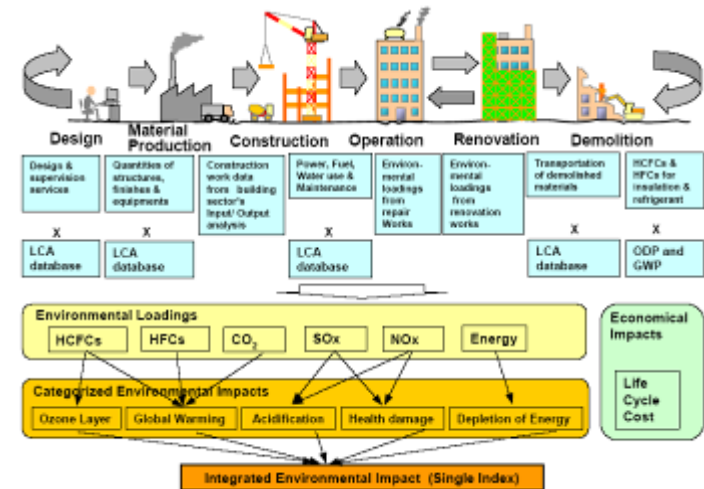 Design
Material
Production
Construction
Operation
Renovation
Demolition
Design &
supervision
services
Quantities of
structures,
finishes &
equipments
Construction
work data
from building
sector's
Input/ Output
analysis
Power, Fuel,
Water use &
Maintenance
Environ-
mental
loadings
from
repair
Works
Environ-
mental
loadings
from
renovation
works
Transportation
of demolished
materials
HCFCs &
HFCs for
insulation &
refrigerant
X
X
X
X
X
LCA
database
LCA
database
LCA
database
LCA
database
ODP and
GWP
Environmental Loadings
HCFCs
HFCs
CO₂
SOx
NOx
Energy
Categorized Environmental Impacts
Ozone Layer
Global Warming
Acidification
Health damage
Depletion of Energy
Integrated Environmental Impact (Single Index)
Economical
Impacts
Life
Cycle
Cost